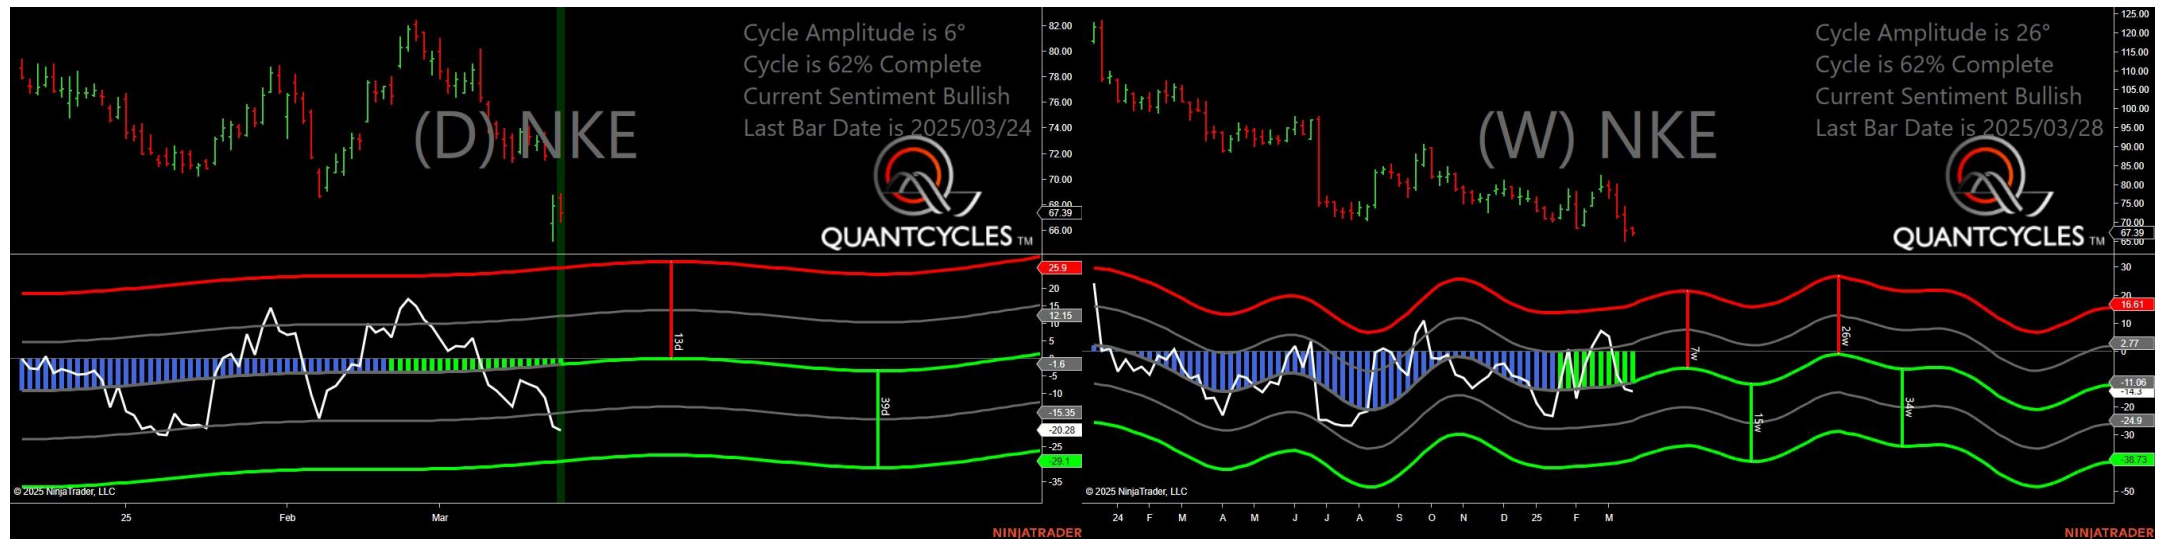 Cycle Amplitude is 6°
Cycle is 62% Complete
Current Sentiment Bullish
Last Bar Date is 2025/03/24
(D) NKE
QUANTCYCLES TM
82.00
80.00
78.00
76.00
74.00
72.00
70.00
68.00
67.39
66.00
25.9
20
15
12.15
10
5
-1.6
-5
-10
-15.35
-20.28
-25
-29.1
-35
13d
39d
© 2025 NinjaTrader, LLC
25 Feb Mar
NINJATRADER
Cycle Amplitude is 26°
Cycle is 62% Complete
Current Sentiment Bullish
Last Bar Date is 2025/03/28
(W) NKE
QUANTCYCLES TM
125.00
120.00
115.00
110.00
105.00
100.00
95.00
90.00
85.00
80.00
75.00
70.00
67.39
65.00
30
20
16.61
10
2.77
0
-11.06
-14.3
-20
-24.9
-30
-38.73
-50
7w
15w
26w
34w
© 2025 NinjaTrader, LLC
24 F M A M J J A S O N D 25 F M
NINJATRADER